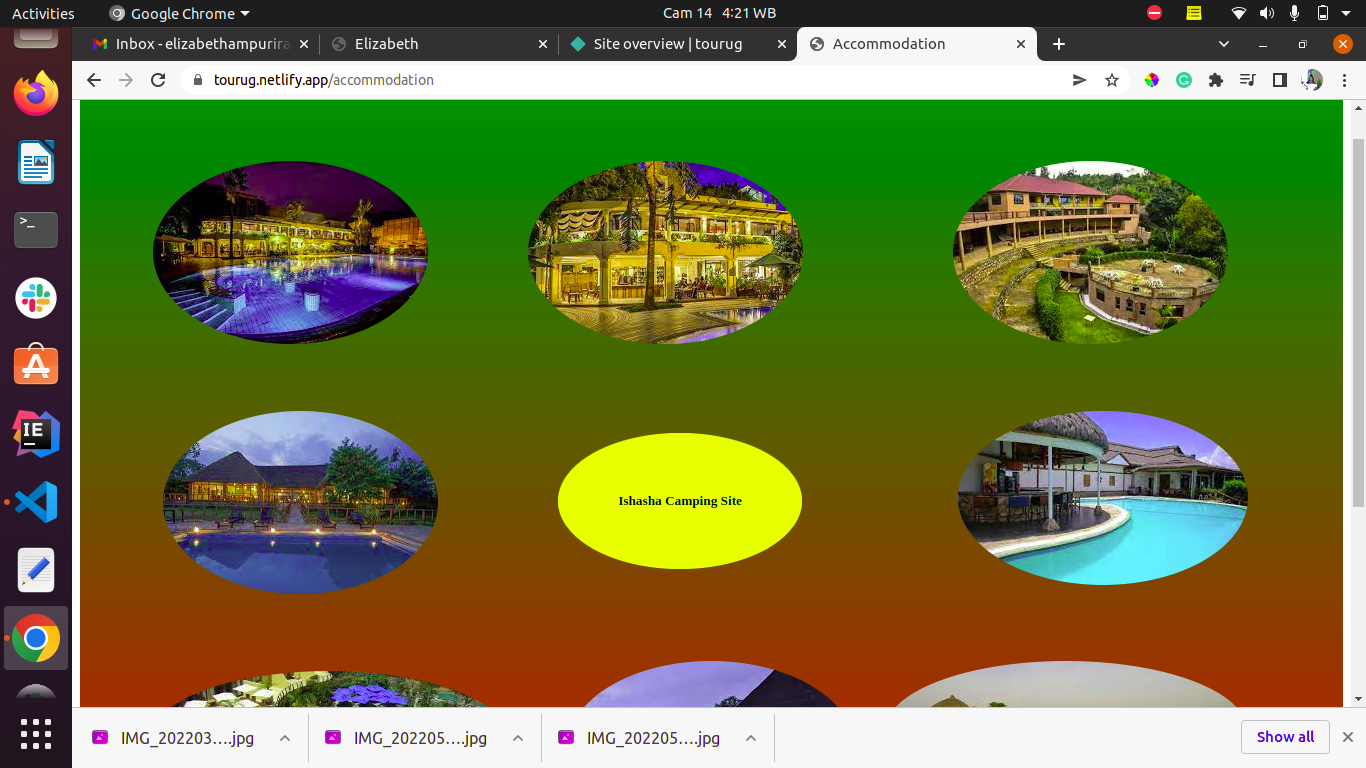 Activities
Google Chrome
Cam 14 4:21 WB
Inbox - elizabethampurira
Elizabeth
Site overview | tourug
Accommodation
tourug.netlify.app/accommodation
>_
IE
Ishasha Camping Site
IMG_202203....jpg
IMG_202205....jpg
IMG_202205....jpg
Show all